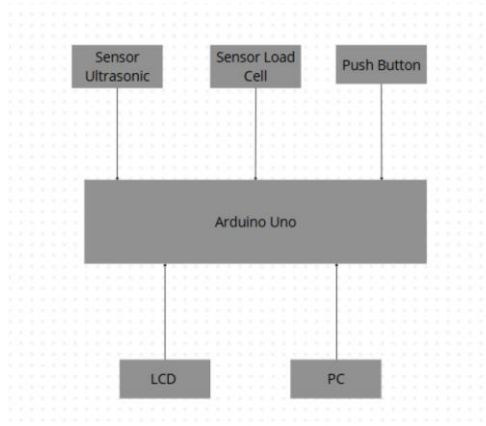 Sensor
Ultrasonic
Sensor Load
Cell
Push Button
Arduino Uno
LCD
PC